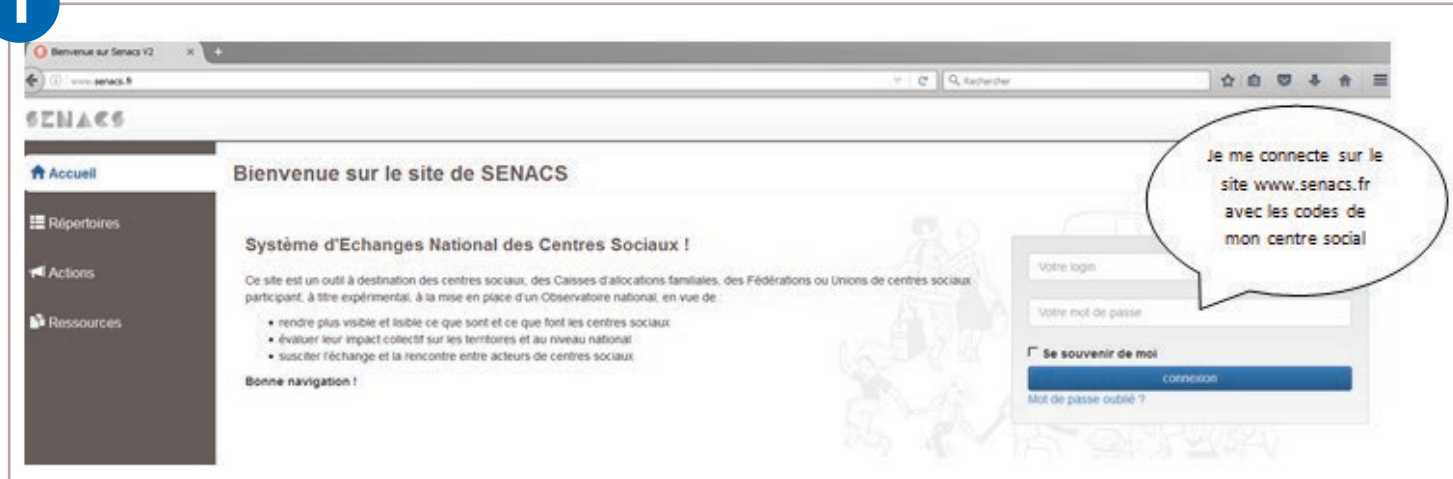 1
Bienvenue sur Senacs V2
www.senacs.fr
Rechercher
SENACS
Je me connecte sur le
site www.senacs.fr
avec les codes de
mon centre social
Accueil
Répertoires
Actions
Ressources
Bienvenue sur le site de SENACS
Système d'Echanges National des Centres Sociaux !
Ce site est un outil à destination des centres sociaux, des Caisses d'allocations familiales, des Fédérations ou Unions de centres sociaux
participant, à titre expérimental, à la mise en place d'un Observatoire national, en vue de :
• rendre plus visible et lisible ce que sont et ce que font les centres sociaux
• évaluer leur impact collectif sur les territoires et au niveau national
• susciter l'échange et la rencontre entre acteurs de centres sociaux
Bonne navigation !
Votre login
Votre mot de passe
Se souvenir de moi
connexion
Mot de passe oublié ?